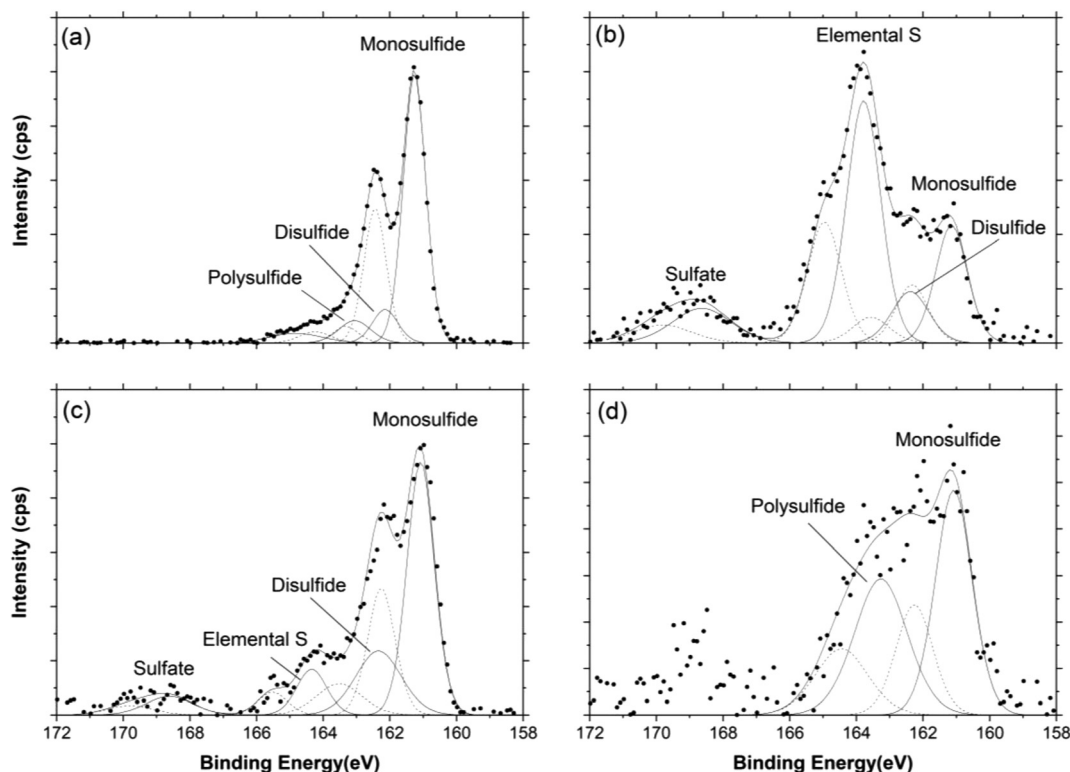 (a)
Monosulfide
Disulfide
Polysulfide
Intensity (cps)
(b)
Elemental S
Monosulfide
Disulfide
Sulfate
(c)
Monosulfide
Disulfide
Elemental S
Sulfate
Intensity (cps)
172 170 168 166 164 162 160 158
Binding Energy(eV)
(d)
Monosulfide
Polysulfide
172 170 168 166 164 162 160 158
Binding Energy(eV)